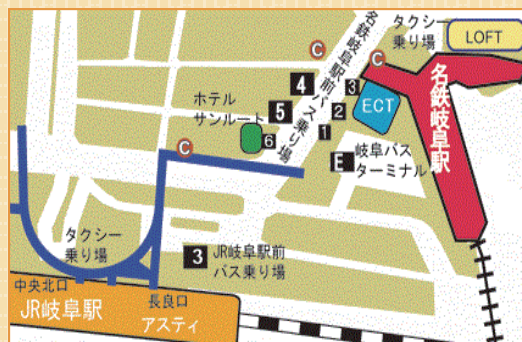 タクシー
乗り場
LOFT
C
C
名鉄岐阜駅前バス乗り場
4
3
ECT
名鉄岐阜駅
ホテル
サンルート
5
2
6
1
C
E
岐阜バス
ターミナル
タクシー
乗り場
3
JR岐阜駅前
バス乗り場
中央北口
長良口
JR岐阜駅
アスティ